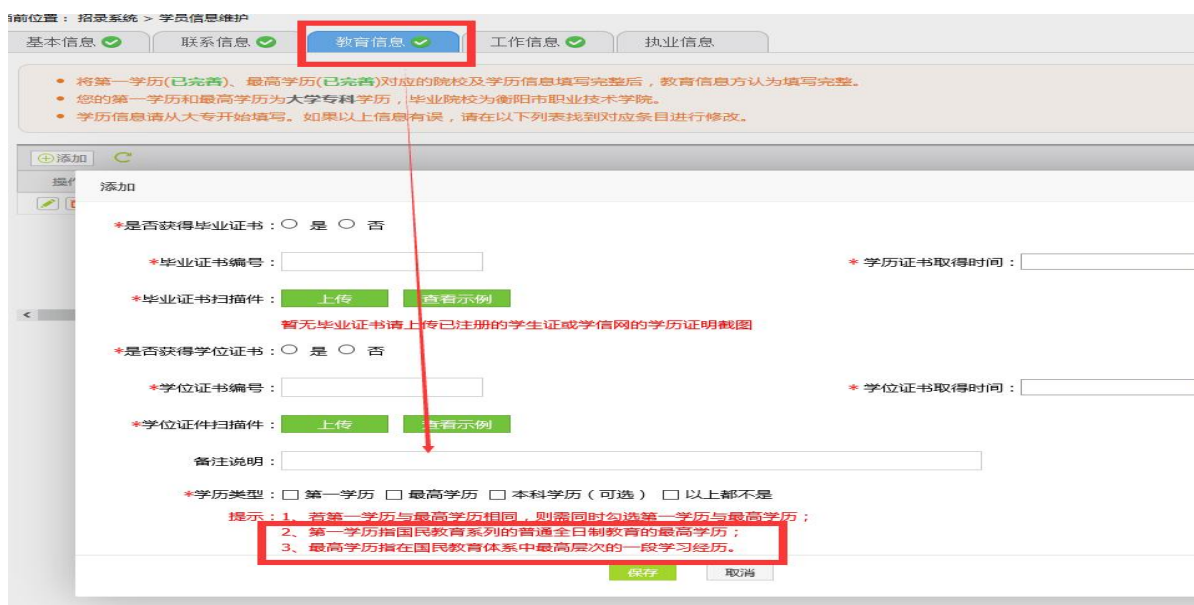 前位置： 招录系统 > 学员信息维护
基本信息 联系信息 教育信息 工作信息 执业信息
将第一学历(已完善)、最高学历(已完善)对应的院校及学历信息填写完整后，教育信息方认为填写完整。
您的第一学历和最高学历为大学专科学历，毕业院校为衡阳市职业技术学院。
学历信息请从大专开始填写。如果以上信息有误，请在以下列表找到对应条目进行修改。
添加
添加
*是否获得毕业证书：○ 是 ○ 否
*毕业证书编号： * 学历证书取得时间：
*毕业证书扫描件： 上传 查看示例
暂无毕业证书请上传已注册的学生证或学信网的学历证明截图
*是否获得学位证书：○ 是 ○ 否
*学位证书编号： * 学位证书取得时间：
*学位证件扫描件： 上传 查看示例
备注说明：
*学历类型：□ 第一学历 □ 最高学历 □ 本科学历（可选） □ 以上都不是
提示：1、若第一学历与最高学历相同，则需同时勾选第一学历与最高学历；
2、第一学历指国民教育系列的普通全日制教育的最高学历；
3、最高学历指在国民教育体系中最高层次的一段学习经历。
保存 取消